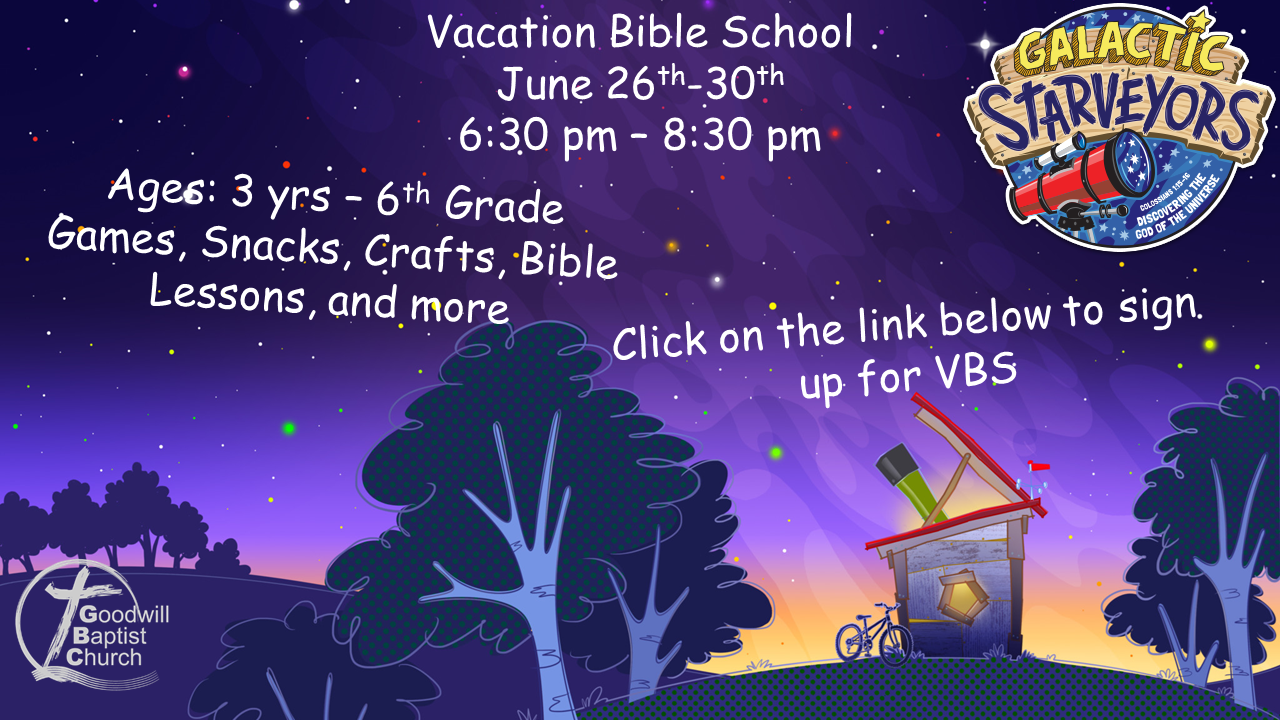 Vacation Bible School
June 26th-30th
6:30 pm – 8:30 pm
GALACTIC
STARVEYORS
COLOSSIANS 1:15-16
DISCOVERING THE
GOD OF THE UNIVERSE
Ages: 3 yrs – 6th Grade
Games, Snacks, Crafts, Bible
Lessons, and more
Click on the link below to sign
up for VBS
Goodwill
Baptist
Church